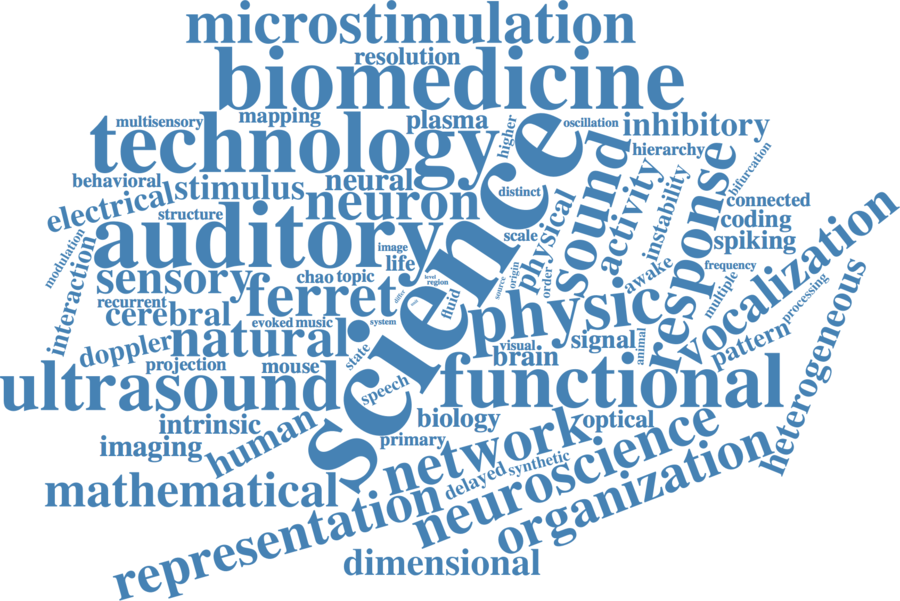 microstimulation
resolution
biomedicine
multisensory
mapping
plasma
higher
oscillation
inhibitory
technology
hierarchy
behavioral
stimulus
neural
distinct
sound
activity
instability
response
bifurcation
electrical
structure
neuron
science
physical
connected
coding
spiking
modulation
interaction
auditory
image
life
scale
sensory
chao
topic
level
region
source
origin
order
awake
frequency
multiple
vocalization
processing
recurrent
cerebral
ferret
differ
fluid
physic
evoked
music
system
doppler
natural
state
visual
brain
signal
animal
pattern
heterogeneous
projection
mouse
ultrasound
speech
functional
intrinsic
human
biology
optical
imaging
primary
network
mathematical
delayed
synthetic
neuroscience
representation
organization
dimensional